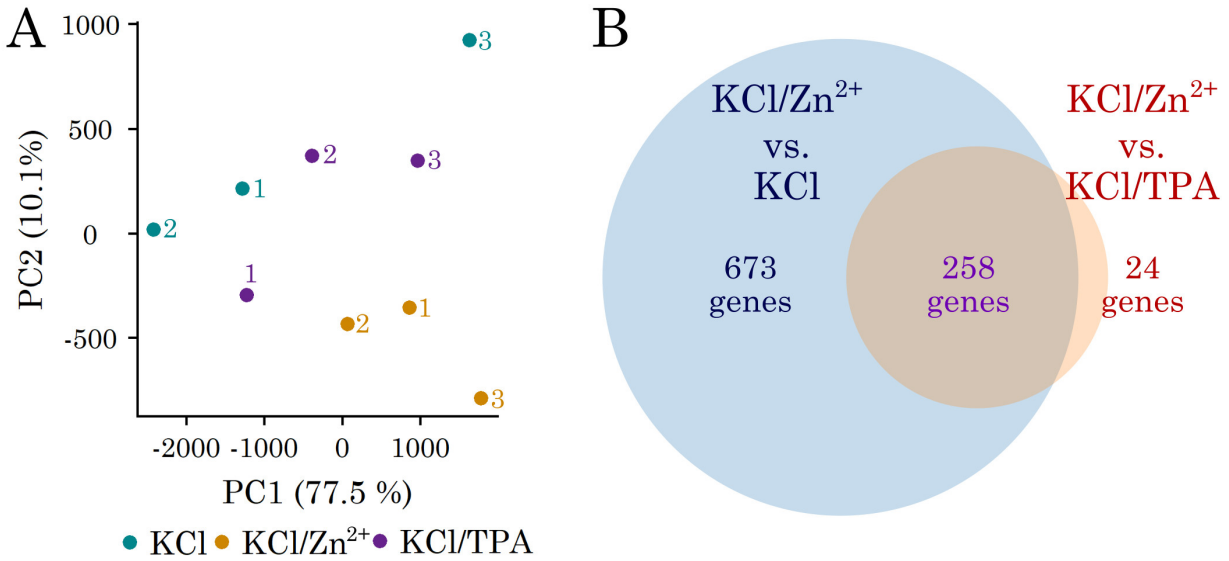 A
1000
500
0
-500
PC2 (10.1%)
3
2
3
1
2
1
2
1
3
-2000 -1000 0 1000
PC1 (77.5 %)
KCl KCl/Zn²⁺ KCl/TPA
B
KCl/Zn²⁺
vs.
KCl
673
genes
258
genes
KCl/Zn²⁺
vs.
KCl/TPA
24
genes